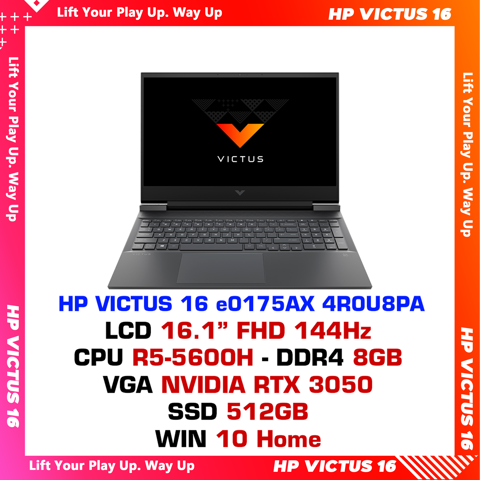 Lift Your Play Up. Way Up
HP VICTUS 16
Lift Your Play Up. Way Up
Lift Your Play Up. Way Up
VICTUS
HP VICTUS 16 e0175AX 4R0U8PA
LCD 16.1” FHD 144Hz
CPU R5-5600H - DDR4 8GB
VGA NVIDIA RTX 3050
SSD 512GB
WIN 10 Home
HP VICTUS 16
HP VICTUS 16
Lift Your Play Up. Way Up
HP VICTUS 16